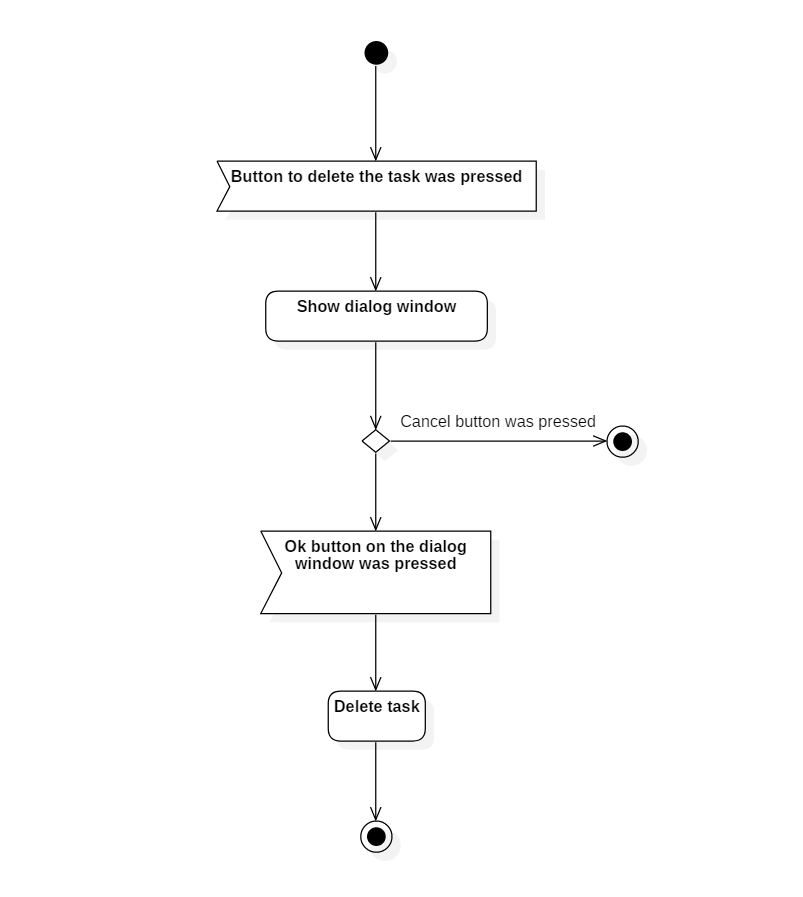 Button to delete the task was pressed
Show dialog window
Cancel button was pressed
Ok button on the dialog
window was pressed
Delete task